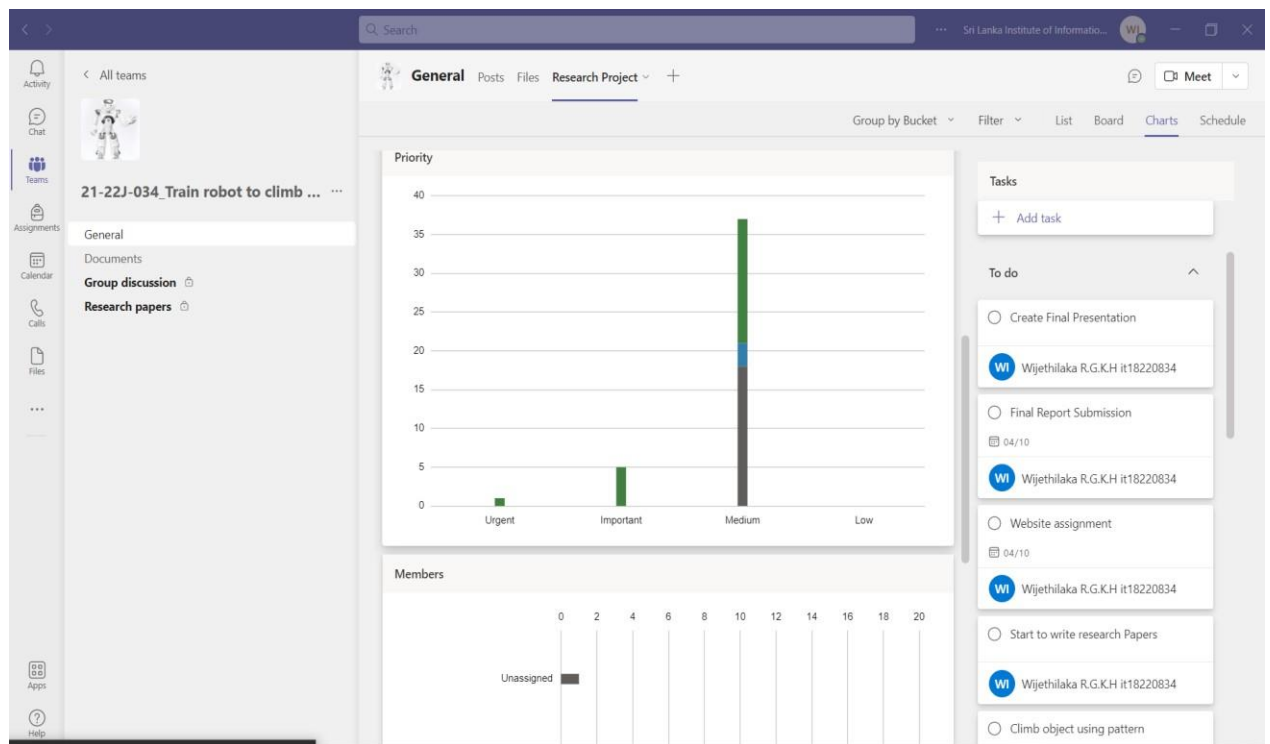 Search
Sri Lanka Institute of Informatio...
WI
Activity
Chat
Teams
Assignments
Calendar
Calls
Files
Apps
Help
All teams
21-22J-034_Train robot to climb ...
General
Documents
Group discussion
Research papers
General Posts Files Research Project
Meet
Group by Bucket Filter List Board Charts Schedule
Priority
40
35
30
25
20
15
10
5
0
Urgent Important Medium Low
Members
0 2 4 6 8 10 12 14 16 18 20
Unassigned
Tasks
Add task
To do
Create Final Presentation
WI Wijethilaka R.G.K.H it18220834
Final Report Submission
04/10
WI Wijethilaka R.G.K.H it18220834
Website assignment
04/10
WI Wijethilaka R.G.K.H it18220834
Start to write research Papers
WI Wijethilaka R.G.K.H it18220834
Climb object using pattern